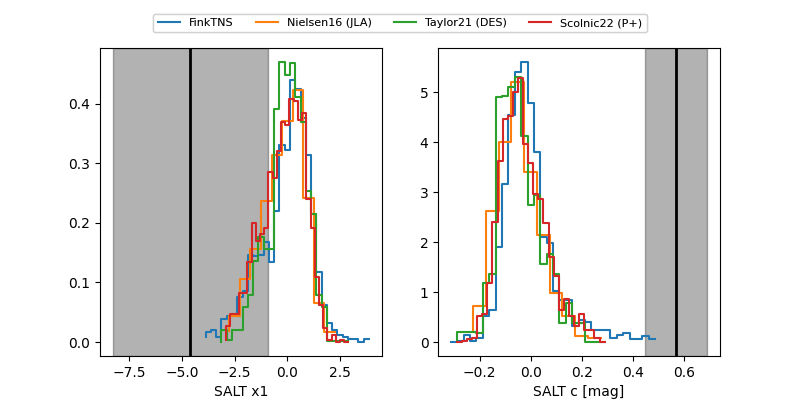 FinkTNS Nielsen16 (JLA) Taylor21 (DES) Scolnic22 (P+)
0.4
0.3
0.2
0.1
0.0
−7.5 −5.0 −2.5 0.0 2.5
SALT x1
5
4
3
2
1
0
−0.2 0.0 0.2 0.4 0.6
SALT c [mag]